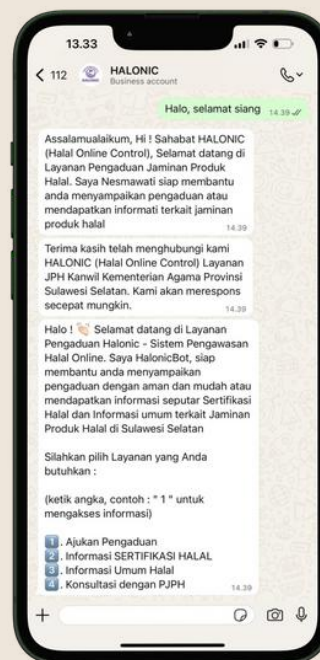 13.33
112
HALONIC
Business account
Halo, selamat siang
14.39
Assalamualaikum, Hi ! Sahabat HALONIC
(Halal Online Control), Selamat datang di
Layanan Pengaduan Jaminan Produk
Halal. Saya Nesmawati siap membantu
anda menyampaikan pengaduan atau
mendapatkan informati terkait jaminan
produk halal
14.39
Terima kasih telah menghubungi kami
HALONIC (Halal Online Control) Layanan
JPH Kanwil Kementerian Agama Provinsi
Sulawesi Selatan. Kami akan merespons
secepat mungkin.
14.39
Halo ! 👋🏻 Selamat datang di Layanan
Pengaduan Halonic - Sistem Pengawasan
Halal Online. Saya HalonicBot, siap
membantu anda menyampaikan
pengaduan dengan aman dan mudah atau
mendapatkan informasi seputar Sertifikasi
Halal dan Informasi umum terkait Jaminan
Produk Halal di Sulawesi Selatan
Silahkan pilih Layanan yang Anda
butuhkan :
(ketik angka, contoh : " 1 " untuk
mengakses informasi)
1️⃣. Ajukan Pengaduan
2️⃣. Informasi SERTIFIKASI HALAL
3️⃣. Informasi Umum Halal
4️⃣. Konsultasi dengan PJPH
14.39